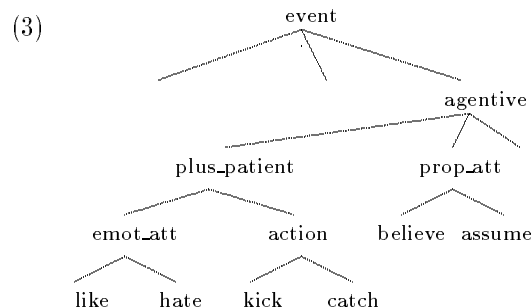 (3) event
agentive
plus_patient prop_att
emot_att action believe assume
like hate kick catch